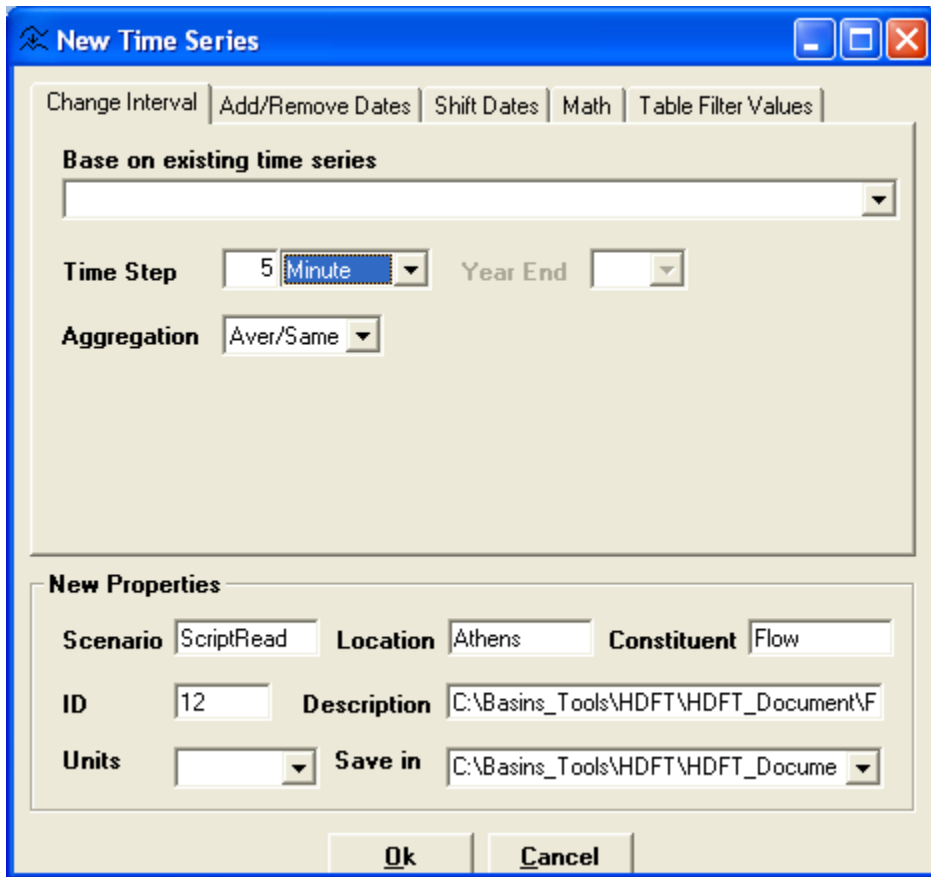 New Time Series
Change Interval Add/Remove Dates Shift Dates Math Table Filter Values
Base on existing time series
Time Step 5 Minute Year End
Aggregation Aver/Same
New Properties
Scenario ScriptRead Location Athens Constituent Flow
ID 12 Description C:\Basins_Tools\HDFT\HDFT_Document\F
Units Save in C:\Basins_Tools\HDFT\HDFT_Docume
Ok Cancel